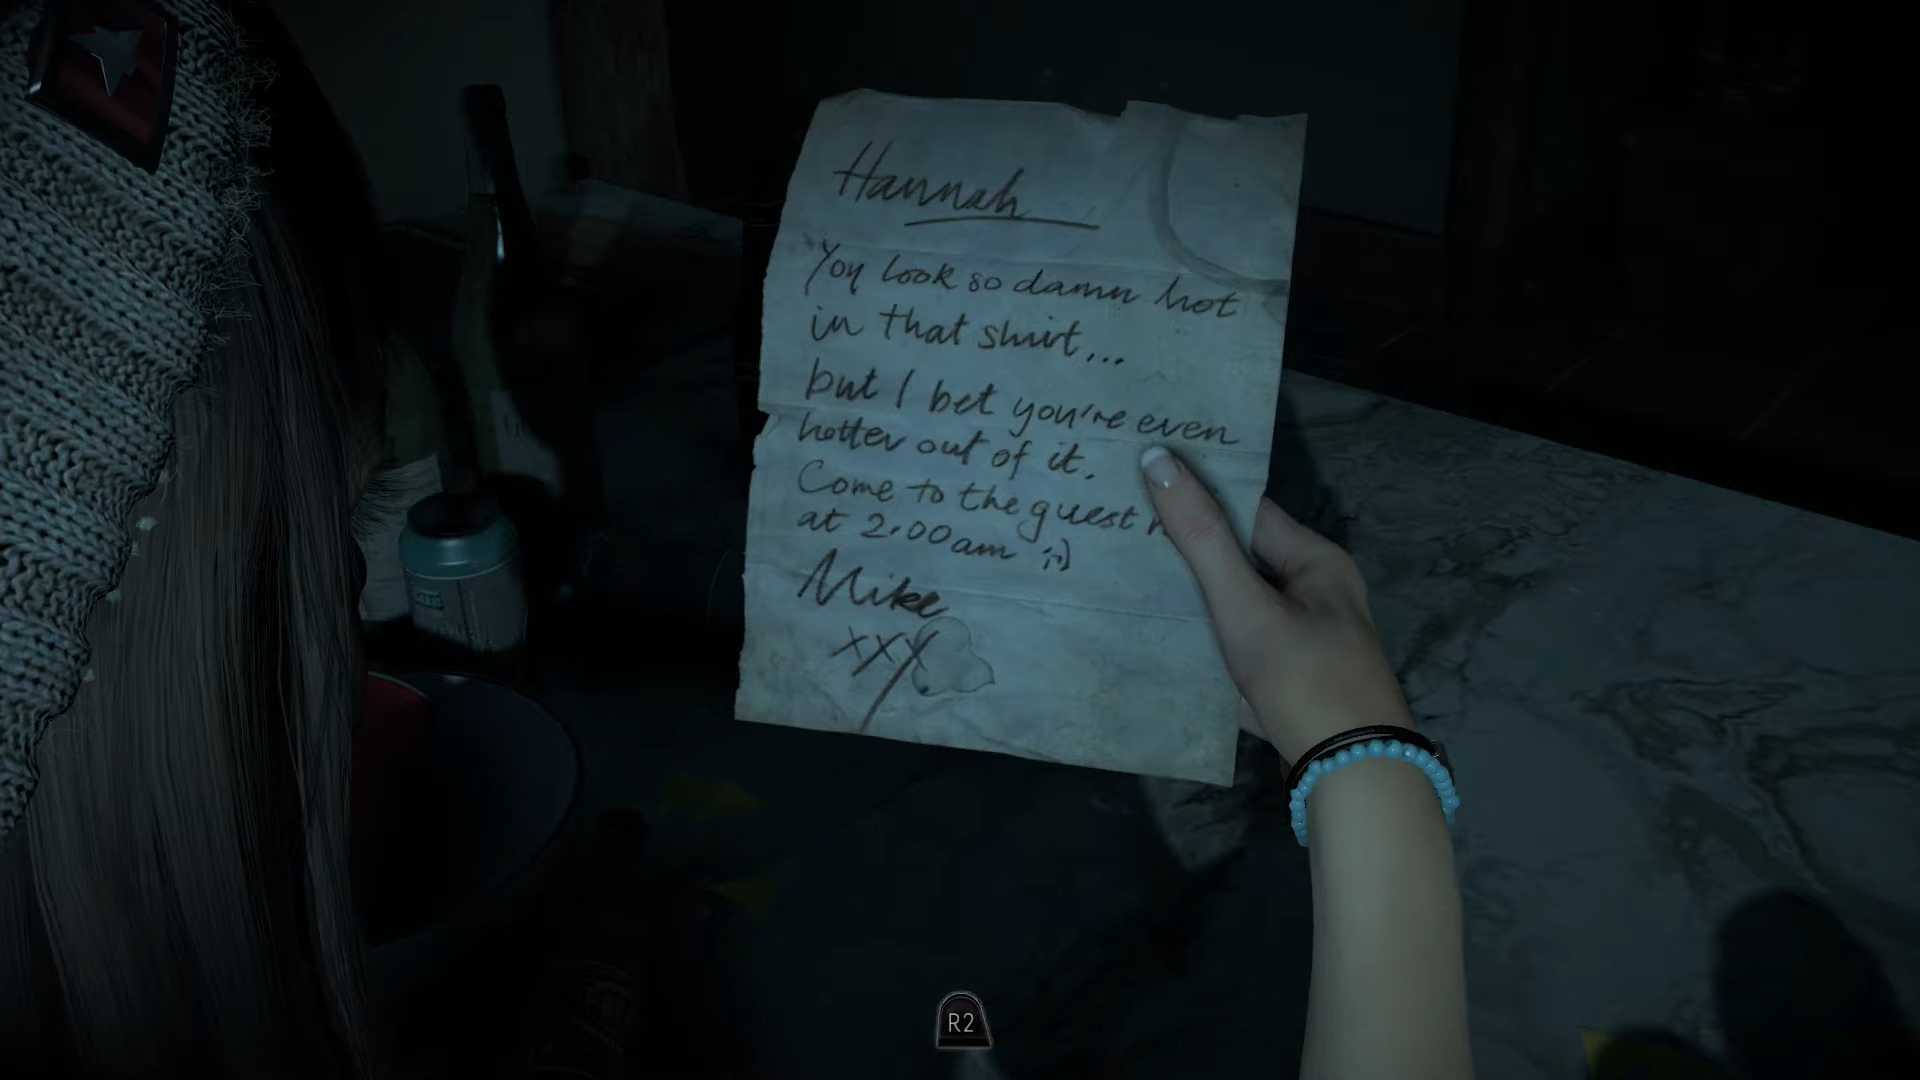 Hannah
You look so damn hot
in that shirt...
but I bet you're even
hotter out of it.
Come to the guest
at 2.00am ;-)
Mike
xxx
R2